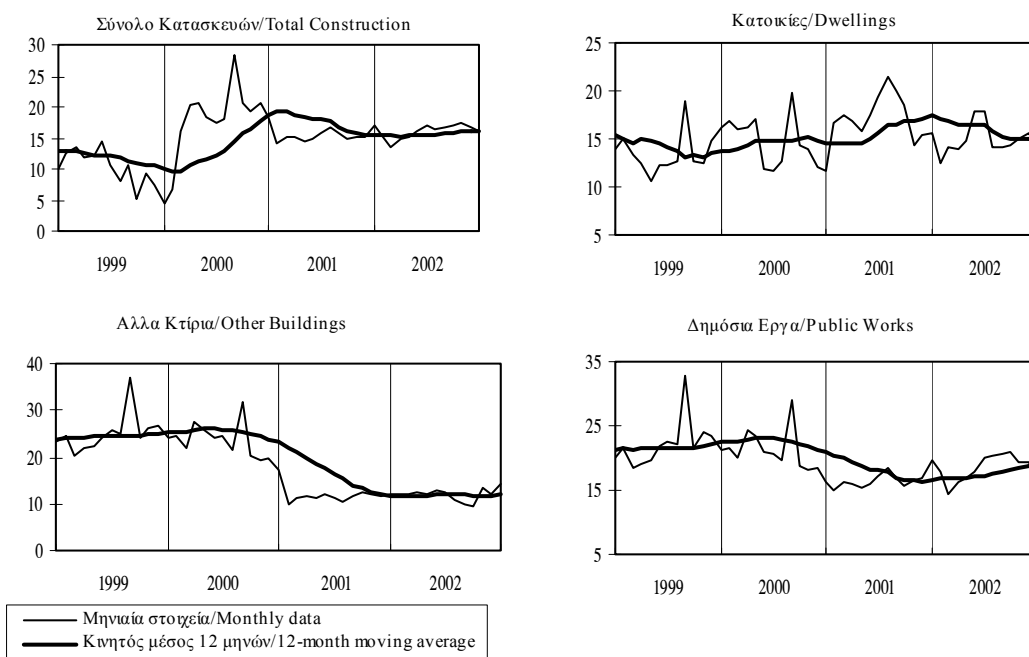 Σύνολο Κατασκευών/Total Construction
30
25
20
15
10
5
0
1999 2000 2001 2002
Κατοικίες/Dwellings
25
20
15
10
5
1999 2000 2001 2002
Αλλα Κτίρια/Other Buildings
40
30
20
10
0
1999 2000 2001 2002
Δημόσια Εργα/Public Works
35
25
15
5
1999 2000 2001 2002
Μηνιαία στοιχεία/Monthly data
Κινητός μέσος 12 μηνών/12-month moving average